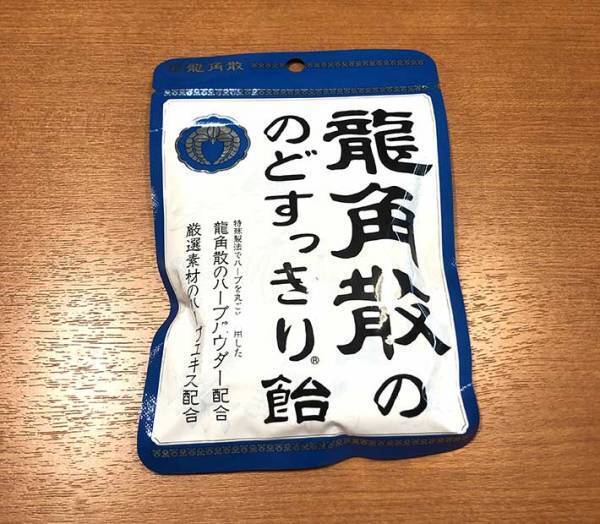 龍角散
龍角散の
のどすっきり®飴
特殊製法でハーブを丸ご 用した
龍角散のハーブパウダー配合
厳選素材のハ ブエキス配合